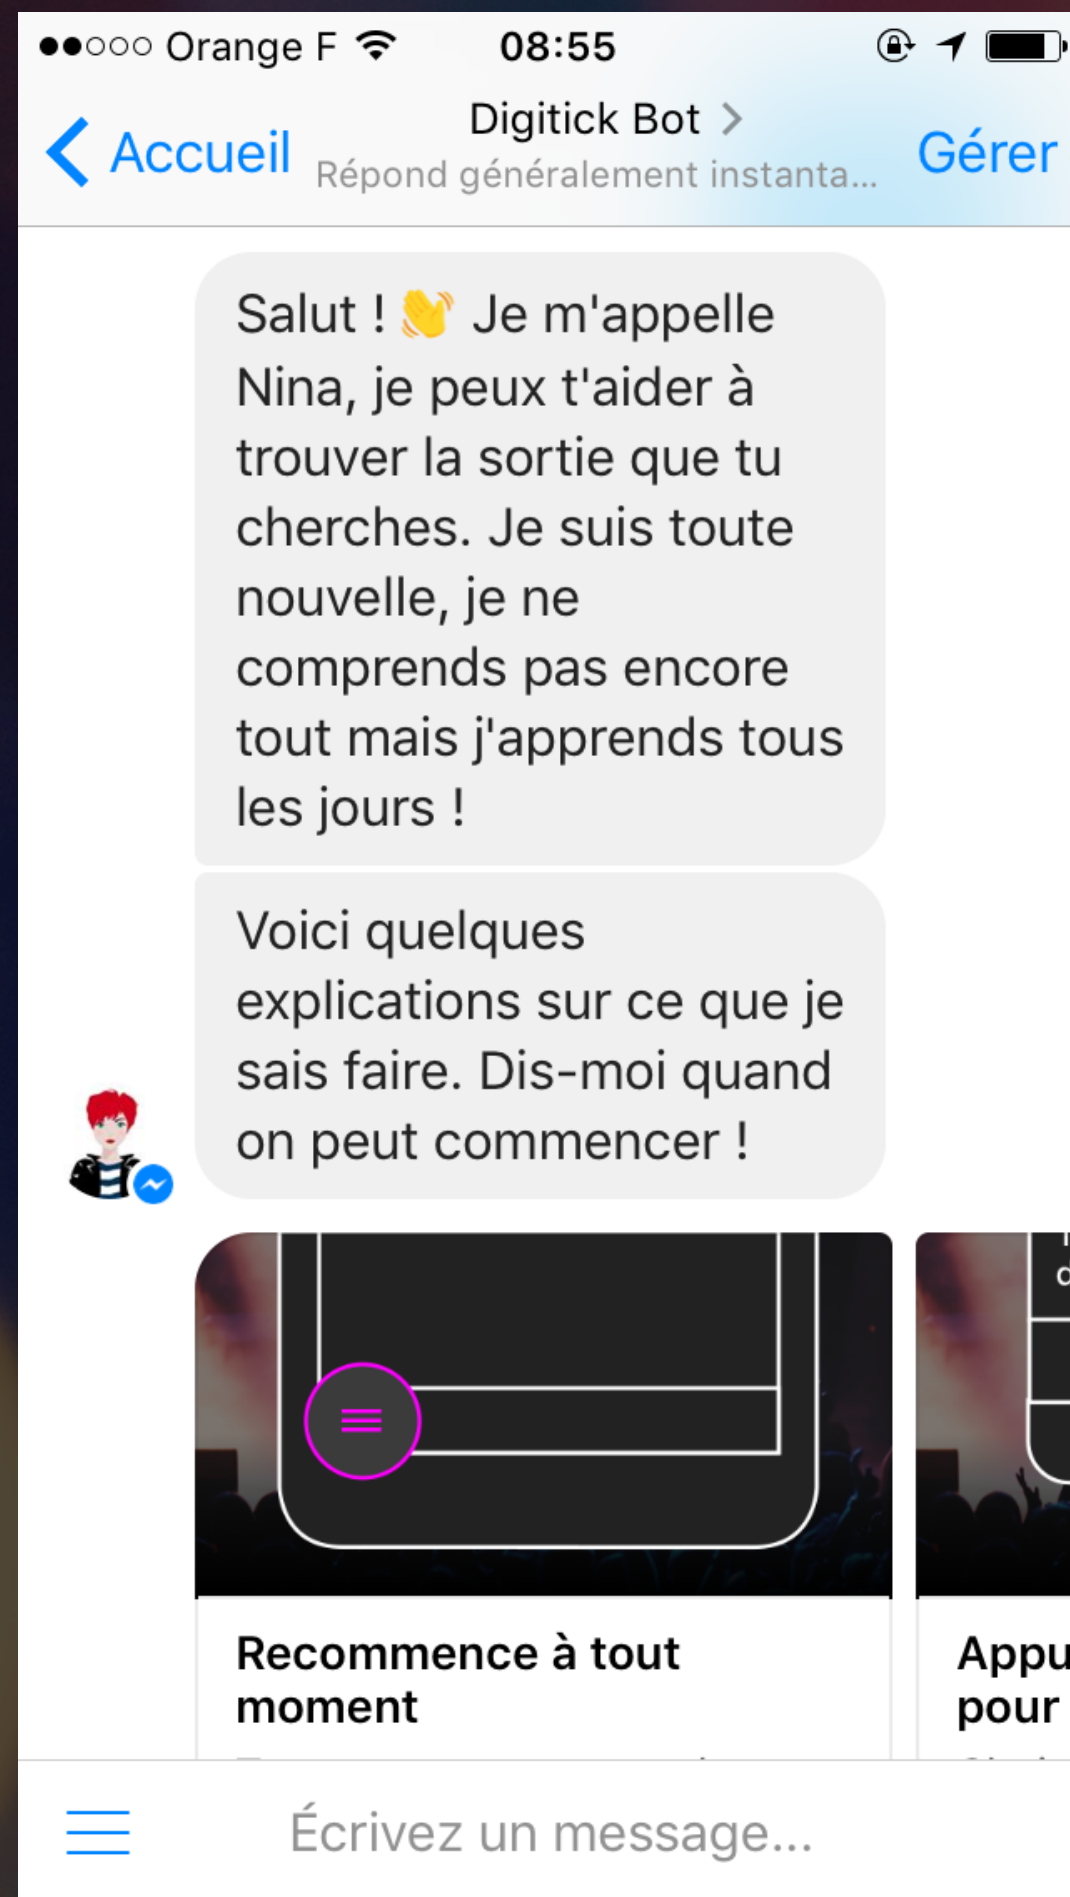 Orange F 08:55
Accueil
Digitick Bot
Répond généralement instanta...
Gérer
Salut ! 👋 Je m'appelle
Nina, je peux t'aider à
trouver la sortie que tu
cherches. Je suis toute
nouvelle, je ne
comprends pas encore
tout mais j'apprends tous
les jours !
Voici quelques
explications sur ce que je
sais faire. Dis-moi quand
on peut commencer !
Recommence à tout
moment
Appu
pour
Écrivez un message...